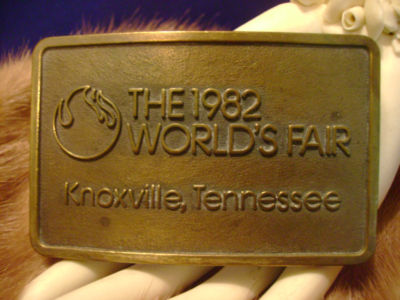 THE 1982
WORLD'S FAIR
Knoxville, Tennessee